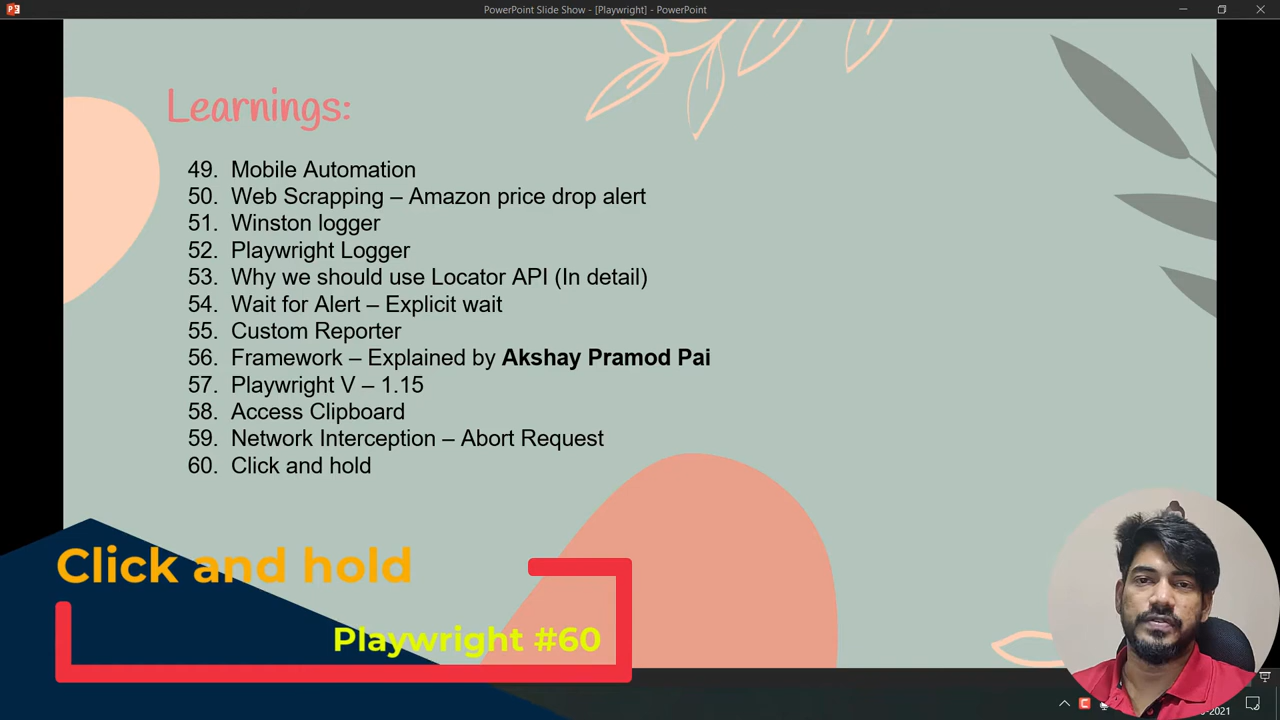 PowerPoint Slide Show - [Playwright] - PowerPoint
Learnings:
49. Mobile Automation
50. Web Scrapping – Amazon price drop alert
51. Winston logger
52. Playwright Logger
53. Why we should use Locator API (In detail)
54. Wait for Alert – Explicit wait
55. Custom Reporter
56. Framework – Explained by Akshay Pramod Pai
57. Playwright V – 1.15
58. Access Clipboard
59. Network Interception – Abort Request
60. Click and hold
Click and hold
Playwright #60